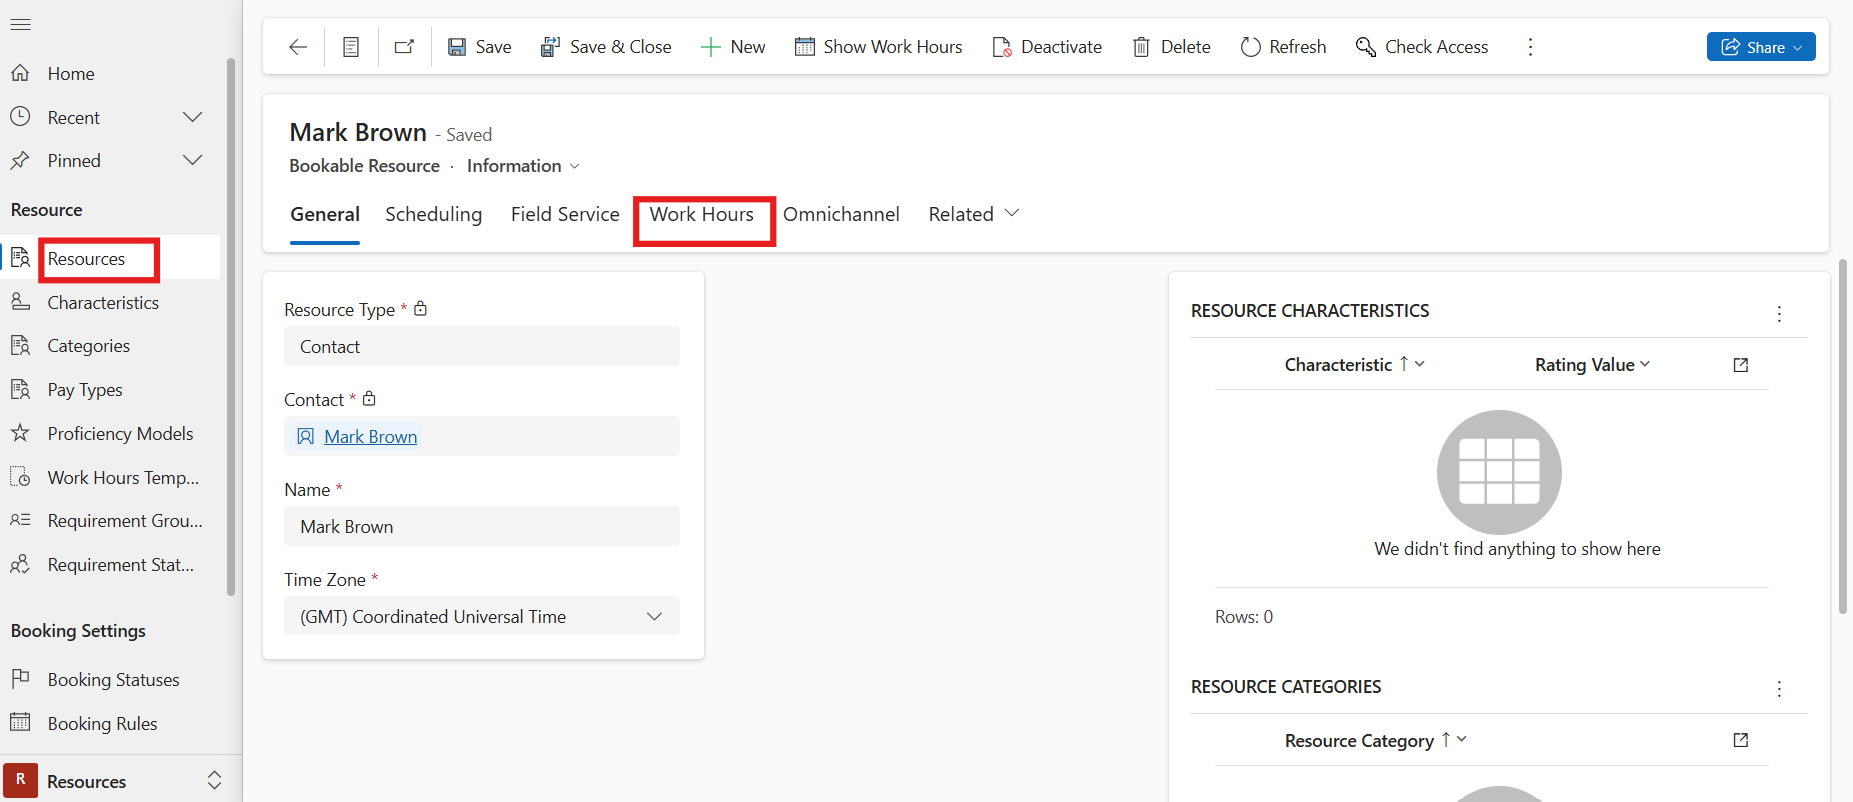 Home
Recent
Pinned
Resource
Resources
Characteristics
Categories
Pay Types
Proficiency Models
Work Hours Temp...
Requirement Grou...
Requirement Stat...
Booking Settings
Booking Statuses
Booking Rules
R Resources
Save Save & Close New Show Work Hours Deactivate Delete Refresh Check Access Share
Mark Brown - Saved
Bookable Resource · Information
General Scheduling Field Service Work Hours Omnichannel Related
Resource Type *
Contact
Contact *
Mark Brown
Name *
Mark Brown
Time Zone *
(GMT) Coordinated Universal Time
RESOURCE CHARACTERISTICS
Characteristic ↑ Rating Value
We didn't find anything to show here
Rows: 0
RESOURCE CATEGORIES
Resource Category ↑